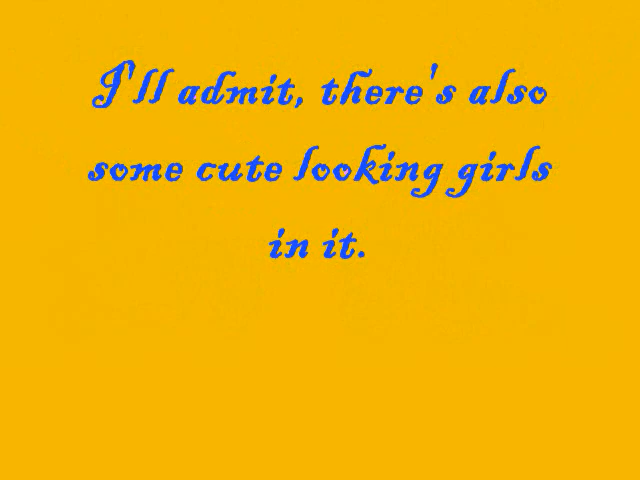 I'll admit, there's also
some cute looking girls
in it.